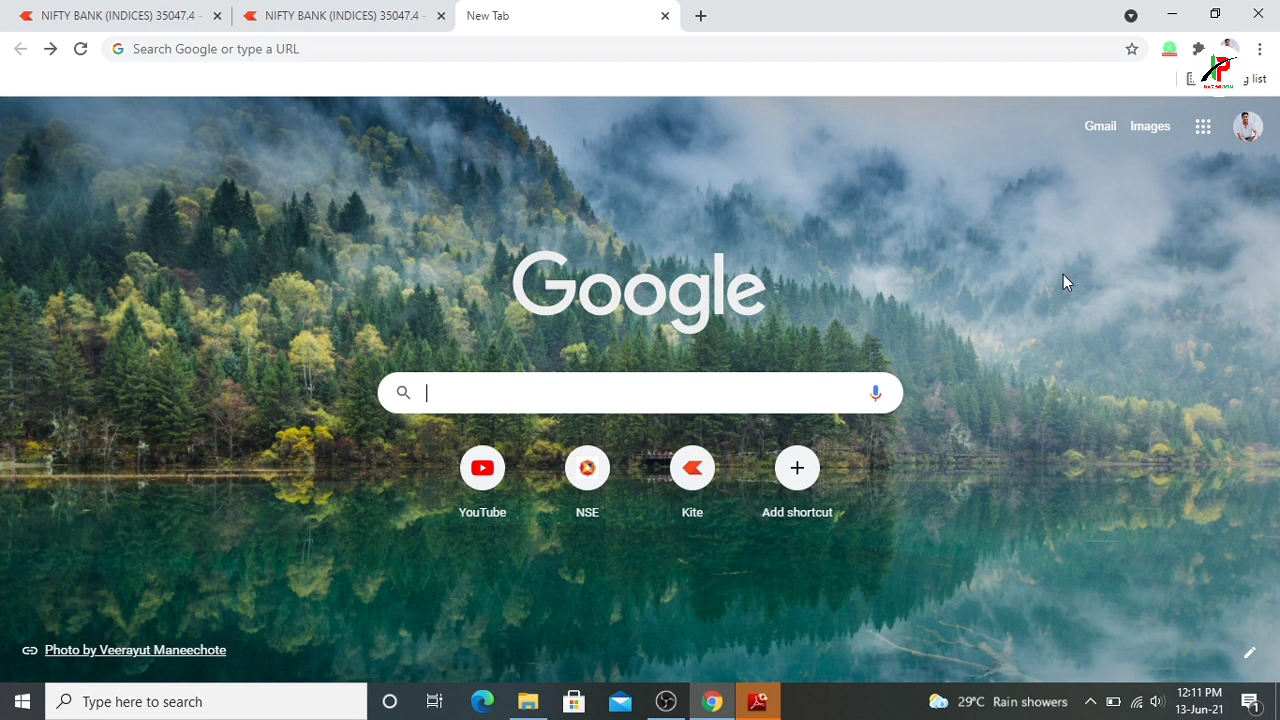 NIFTY BANK (INDICES) 35047.4 -
NIFTY BANK (INDICES) 35047.4 -
New Tab
Search Google or type a URL
list
Gmail
Images
Google
YouTube
NSE
Kite
Add shortcut
Photo by Veerayut Maneechote
Type here to search
29°C Rain showers
12:11 PM
13-Jun-21
1